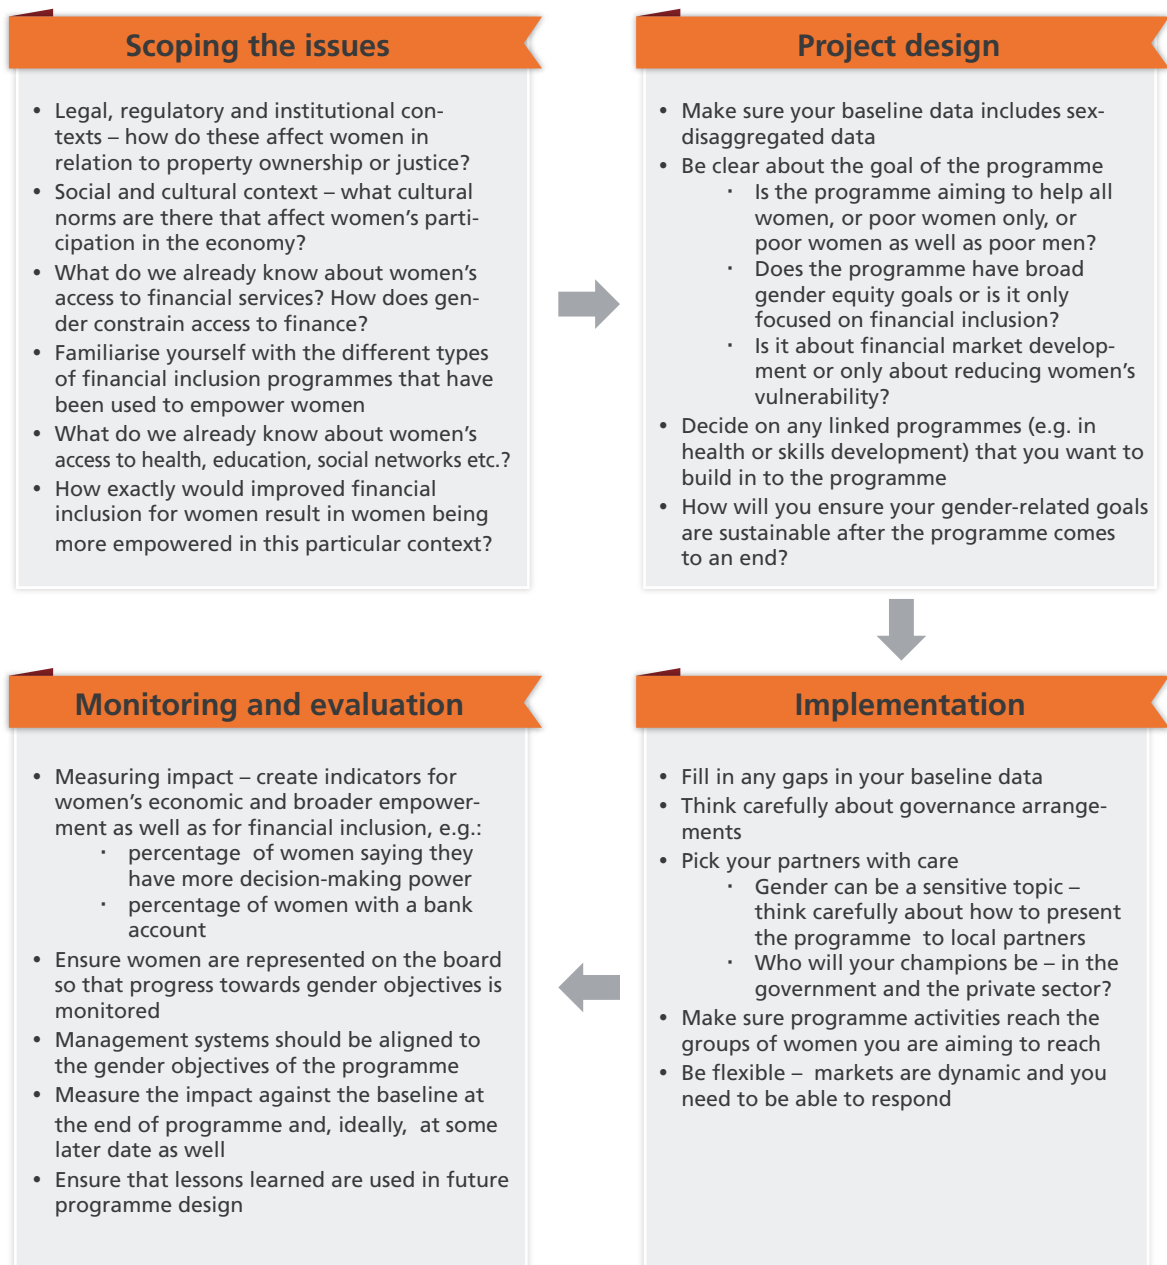 Scoping the issues
• Legal, regulatory and institutional con-
texts – how do these affect women in
relation to property ownership or justice?
• Social and cultural context – what cultural
norms are there that affect women's parti-
cipation in the economy?
• What do we already know about women's
access to financial services? How does gen-
der constrain access to finance?
• Familiarise yourself with the different types
of financial inclusion programmes that have
been used to empower women
• What do we already know about women's
access to health, education, social networks etc.?
• How exactly would improved financial
inclusion for women result in women being
more empowered in this particular context?
Project design
• Make sure your baseline data includes sex-
disaggregated data
• Be clear about the goal of the programme
· Is the programme aiming to help all
women, or poor women only, or
poor women as well as poor men?
· Does the programme have broad
gender equity goals or is it only
focused on financial inclusion?
· Is it about financial market develop-
ment or only about reducing women's
vulnerability?
• Decide on any linked programmes (e.g. in
health or skills development) that you want to
build in to the programme
• How will you ensure your gender-related goals
are sustainable after the programme comes
to an end?
Implementation
• Fill in any gaps in your baseline data
• Think carefully about governance arrange-
ments
• Pick your partners with care
· Gender can be a sensitive topic –
think carefully about how to present
the programme to local partners
· Who will your champions be – in the
government and the private sector?
• Make sure programme activities reach the
groups of women you are aiming to reach
• Be flexible – markets are dynamic and you
need to be able to respond
Monitoring and evaluation
• Measuring impact – create indicators for
women's economic and broader empower-
ment as well as for financial inclusion, e.g.:
· percentage of women saying they
have more decision-making power
· percentage of women with a bank
account
• Ensure women are represented on the board
so that progress towards gender objectives is
monitored
• Management systems should be aligned to
the gender objectives of the programme
• Measure the impact against the baseline at
the end of programme and, ideally, at some
later date as well
• Ensure that lessons learned are used in future
programme design